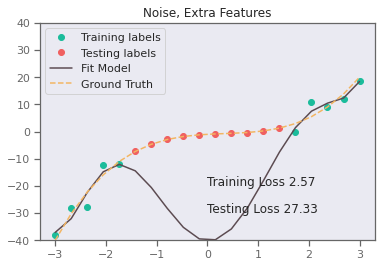 Noise, Extra Features
Training labels
Testing labels
Fit Model
Ground Truth
40
30
20
10
0
−10
−20
−30
−40
Training Loss 2.57
Testing Loss 27.33
−3 −2 −1 0 1 2 3